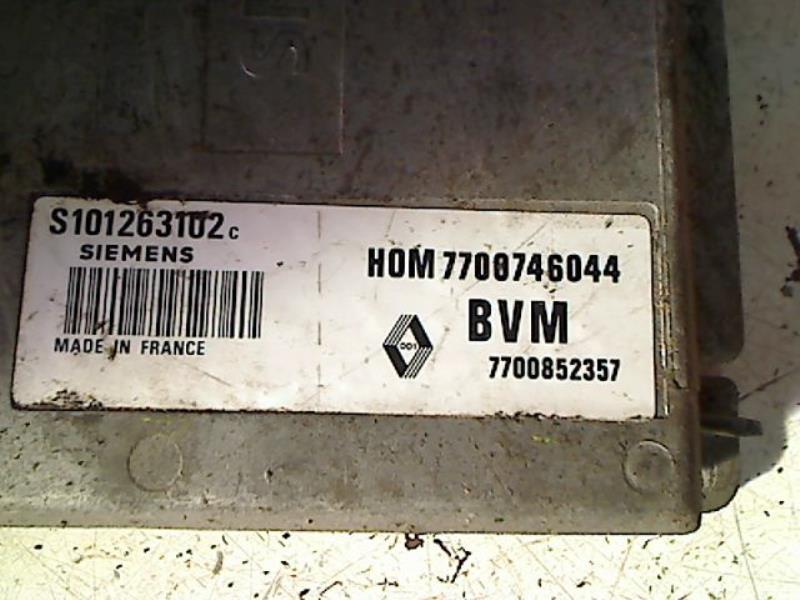 S101263102 C
SIEMENS
MADE IN FRANCE
HOM 7700746044
BVM
7700852357